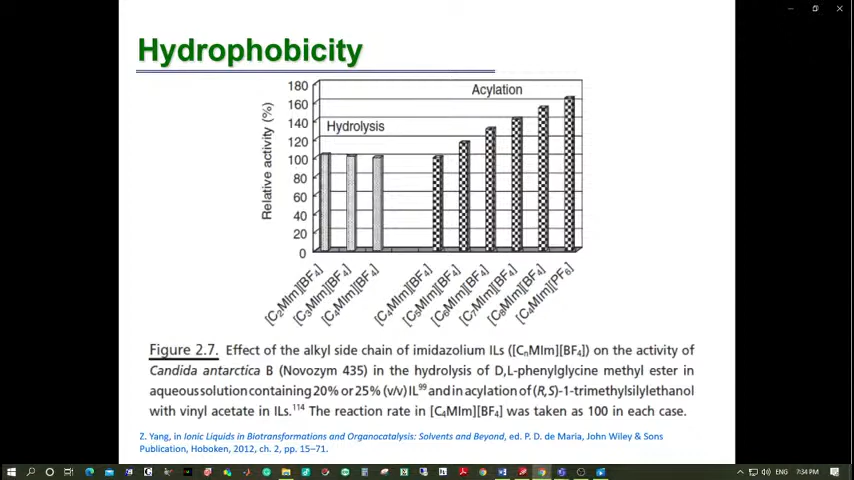 Hydrophobicity
180
160
140
120
100
80
60
40
20
0
Relative activity (%)
Hydrolysis
Acylation
[C₂MIm][BF₄]
[C₃MIm][BF₄]
[C₄MIm][BF₄]
[C₄MIm][BF₄]
[C₅MIm][BF₄]
[C₆MIm][BF₄]
[C₇MIm][BF₄]
[C₈MIm][BF₄]
[C₄MIm][PF₆]
Figure 2.7. Effect of the alkyl side chain of imidazolium ILs ([CₙMIm][BF₄]) on the activity of
Candida antarctica B (Novozym 435) in the hydrolysis of D,L-phenylglycine methyl ester in
aqueous solution containing 20% or 25% (v/v) IL⁹⁹ and in acylation of (R,S)-1-trimethylsilylethanol
with vinyl acetate in ILs.¹¹⁴ The reaction rate in [C₄MIm][BF₄] was taken as 100 in each case.
Z. Yang, in Ionic Liquids in Biotransformations and Organocatalysis: Solvents and Beyond, ed. P. D. de Maria, John Wiley & Sons
Publication, Hoboken, 2012, ch. 2, pp. 15–71.
ENG
7:34 PM